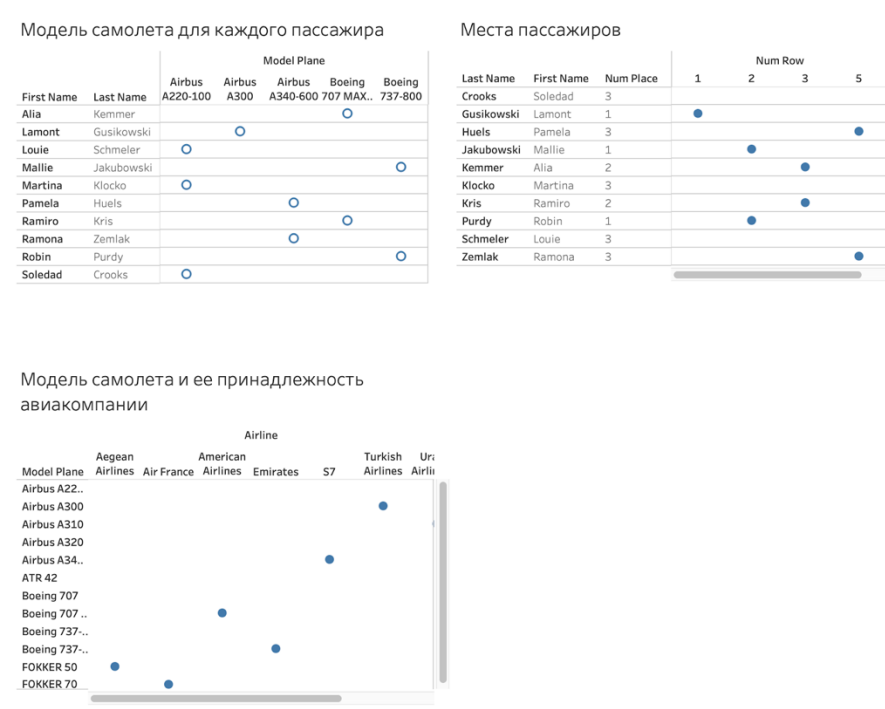 Модель самолета для каждого пассажира
Model Plane
Airbus Airbus Airbus Boeing Boeing
First Name Last Name A220-100 A300 A340-600 707 MAX.. 737-800
Alia Kemmer
Lamont Gusikowski
Louie Schmeler
Mallie Jakubowski
Martina Klocko
Pamela Huels
Ramiro Kris
Ramona Zemlak
Robin Purdy
Soledad Crooks
Места пассажиров
Num Row
Last Name First Name Num Place 1 2 3 5
Crooks Soledad 3
Gusikowski Lamont 1
Huels Pamela 3
Jakubowski Mallie 1
Kemmer Alia 2
Klocko Martina 3
Kris Ramiro 2
Purdy Robin 1
Schmeler Louie 3
Zemlak Ramona 3
Модель самолета и ее принадлежность
авиакомпании
Airline
Aegean American Turkish
Model Plane Airlines Air France Airlines Emirates S7 Airlines
Airbus A22..
Airbus A300
Airbus A310
Airbus A320
Airbus A34..
ATR 42
Boeing 707
Boeing 707 ..
Boeing 737-..
Boeing 737-..
FOKKER 50
FOKKER 70